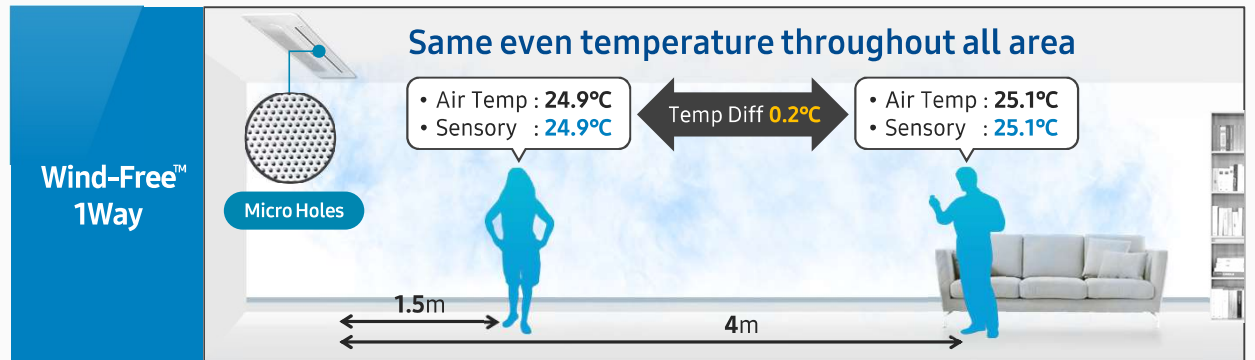 Wind-Free™
1Way
Micro Holes
Same even temperature throughout all area
• Air Temp : 24.9°C
• Sensory : 24.9°C
Temp Diff 0.2°C
• Air Temp : 25.1°C
• Sensory : 25.1°C
1.5m
4m